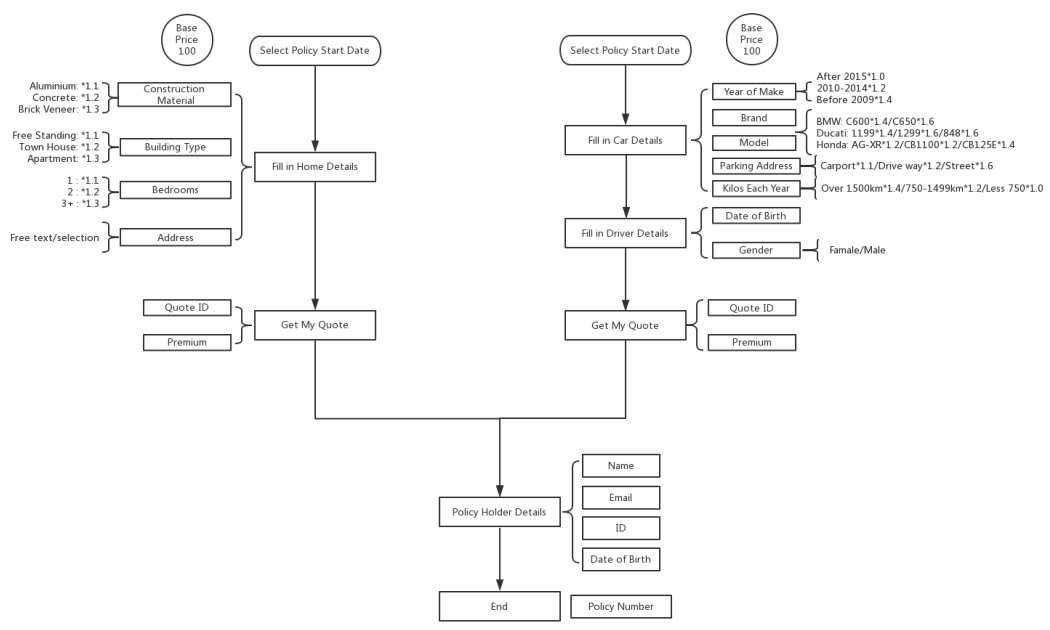 Base
Price
100
Select Policy Start Date
Aluminium: *1.1
Concrete: *1.2
Brick Veneer: *1.3
Construction
Material
Free Standing: *1.1
Town House: *1.2
Apartment: *1.3
Building Type
Fill in Home Details
1 : *1.1
2 : *1.2
3+ : *1.3
Bedrooms
Free text/selection
Address
Quote ID
Premium
Get My Quote
Select Policy Start Date
Base
Price
100
Year of Make
After 2015*1.0
2010-2014*1.2
Before 2009*1.4
Brand
Model
BMW: C600*1.4/C650*1.6
Ducati: 1199*1.4/1299*1.6/848*1.6
Honda: AG-XR*1.2/CB1100*1.2/CB125E*1.4
Fill in Car Details
Parking Address
Carport*1.1/Drive way*1.2/Street*1.6
Kilos Each Year
Over 1500km*1.4/750-1499km*1.2/Less 750*1.0
Fill in Driver Details
Date of Birth
Gender
Famale/Male
Get My Quote
Quote ID
Premium
Policy Holder Details
Name
Email
ID
Date of Birth
End
Policy Number